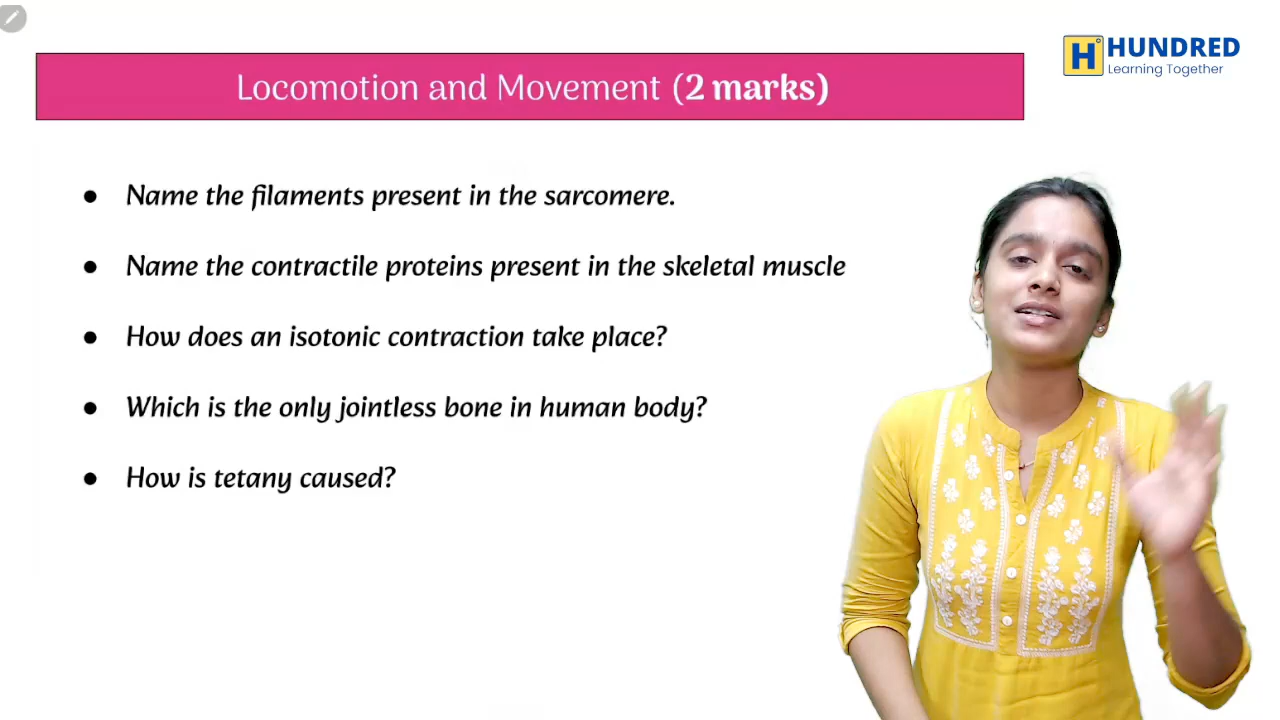 HUNDRED
Learning Together
Locomotion and Movement (2 marks)
● Name the filaments present in the sarcomere.
● Name the contractile proteins present in the skeletal muscle
● How does an isotonic contraction take place?
● Which is the only jointless bone in human body?
● How is tetany caused?